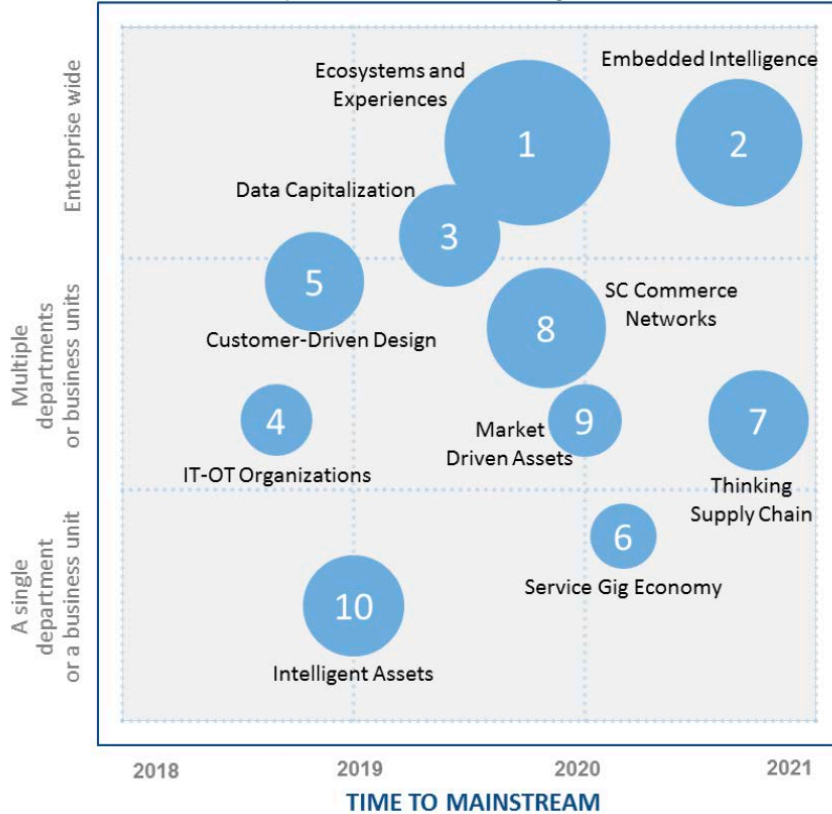 Ecosystems and
Experiences
Embedded Intelligence
1
2
Data Capitalization
3
5
Customer-Driven Design
8
SC Commerce
Networks
4
IT-OT Organizations
Market
Driven Assets
9
7
Thinking
Supply Chain
6
Service Gig Economy
10
Intelligent Assets
Enterprise wide
Multiple
departments
or business units
A single
department
or a business unit
2018
2019
2020
2021
TIME TO MAINSTREAM